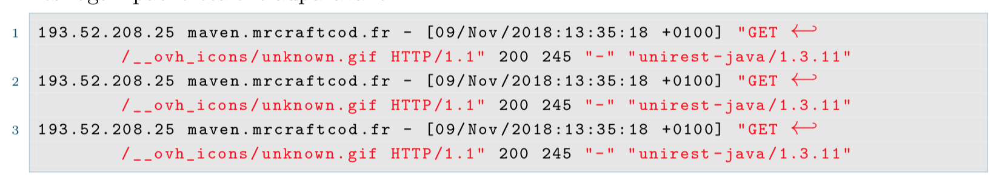 1 193.52.208.25 maven.mrcraftcod.fr - [09/Nov/2018:13:35:18 +0100] "GET ↩
/__ovh_icons/unknown.gif HTTP/1.1" 200 245 "-" "unirest-java/1.3.11"
2 193.52.208.25 maven.mrcraftcod.fr - [09/Nov/2018:13:35:18 +0100] "GET ↩
/__ovh_icons/unknown.gif HTTP/1.1" 200 245 "-" "unirest-java/1.3.11"
3 193.52.208.25 maven.mrcraftcod.fr - [09/Nov/2018:13:35:18 +0100] "GET ↩
/__ovh_icons/unknown.gif HTTP/1.1" 200 245 "-" "unirest-java/1.3.11"